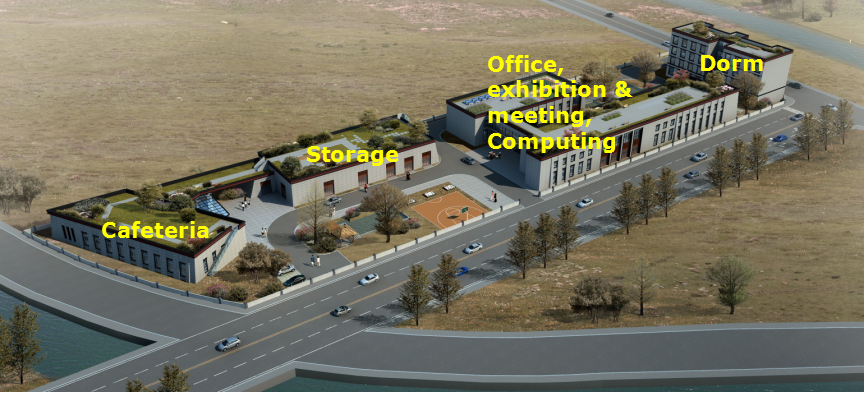 Office,
exhibition &
meeting,
Computing
Dorm
Storage
Cafeteria